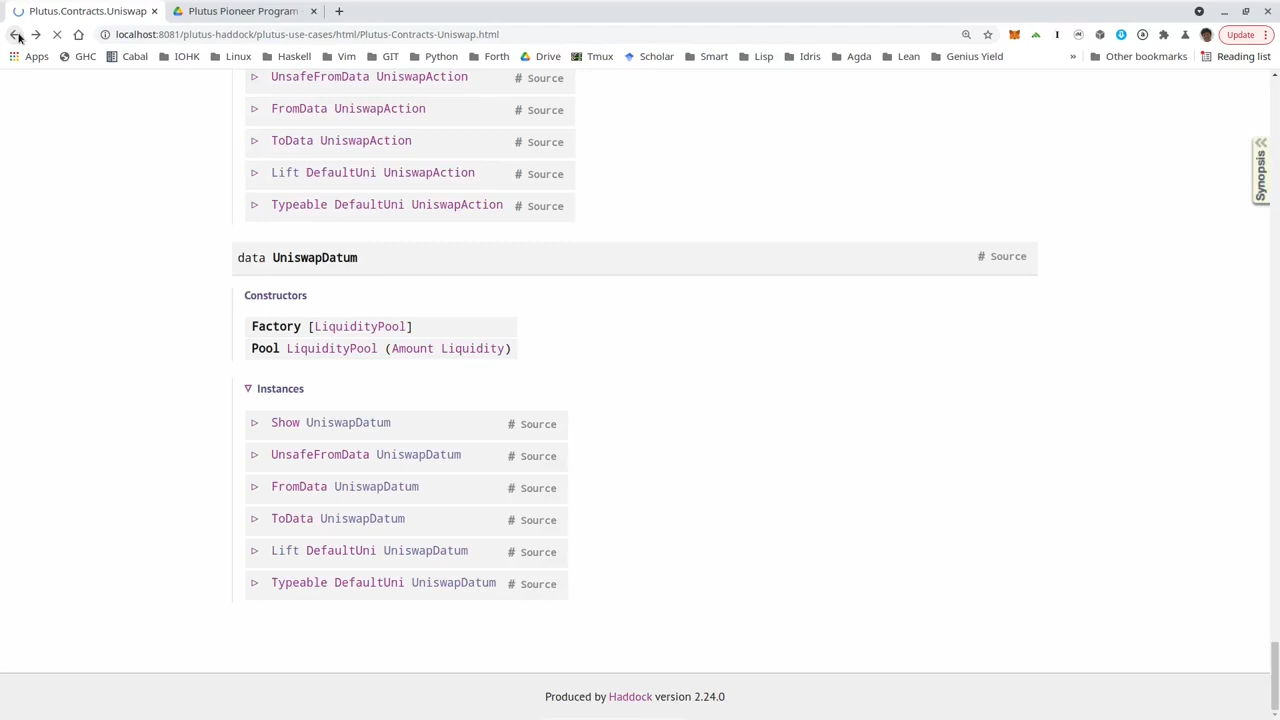 Plutus.Contracts.Uniswap × Plutus Pioneer Program - × +
localhost:8081/plutus-haddock/plutus-use-cases/html/Plutus-Contracts-Uniswap.html Update
Apps GHC Cabal IOHK Linux Haskell Vim GIT Python Forth Drive Tmux Scholar Smart Lisp Idris Agda Lean Genius Yield » Other bookmarks Reading list
UnsafeFromData UniswapAction # Source
FromData UniswapAction # Source
ToData UniswapAction # Source
Lift DefaultUni UniswapAction # Source
Typeable DefaultUni UniswapAction # Source
Synopsis
data UniswapDatum # Source
Constructors
Factory [LiquidityPool]
Pool LiquidityPool (Amount Liquidity)
Instances
Show UniswapDatum # Source
UnsafeFromData UniswapDatum # Source
FromData UniswapDatum # Source
ToData UniswapDatum # Source
Lift DefaultUni UniswapDatum # Source
Typeable DefaultUni UniswapDatum # Source
Produced by Haddock version 2.24.0